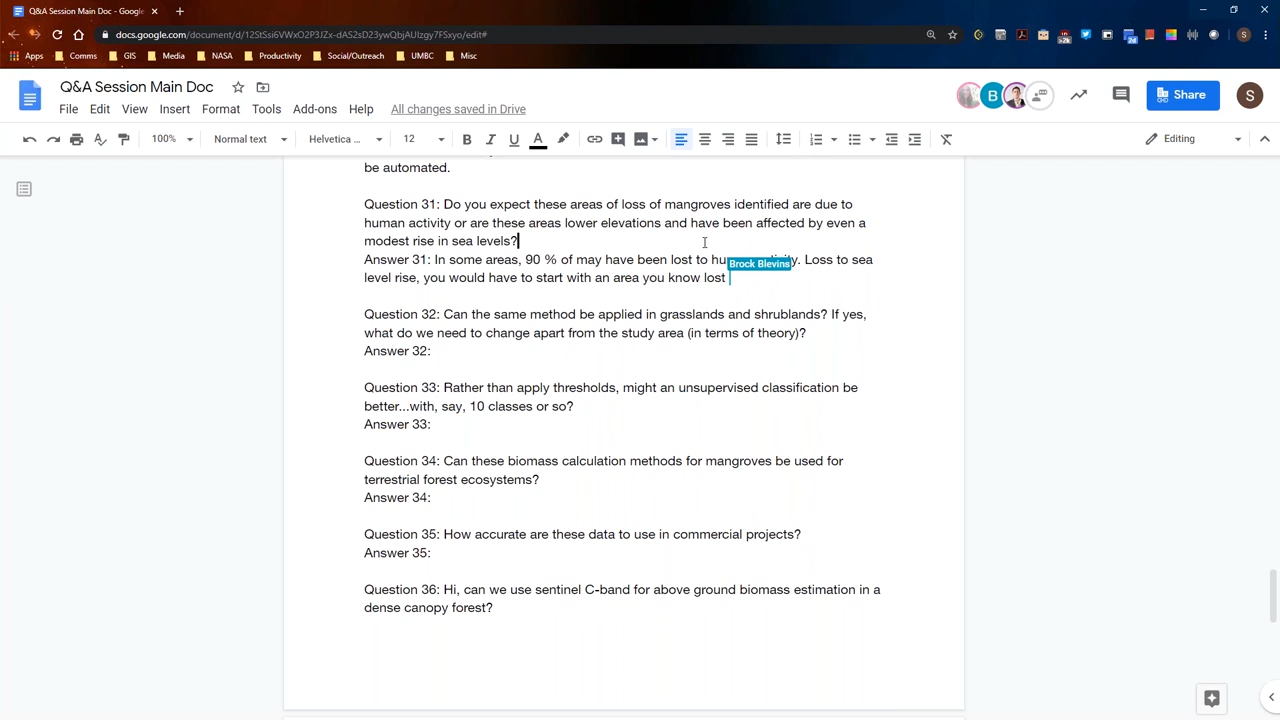 Q&A Session Main Doc - Google
docs.google.com/document/d/12StSsi6VWxO2P3JZx-dAS2sD23ywQbjAUlzgy7FSxyo/edit#
Apps Comms GIS Media NASA Productivity Social/Outreach UMBC Misc
Q&A Session Main Doc
File Edit View Insert Format Tools Add-ons Help All changes saved in Drive
B Share S
100% Normal text Helvetica ... 12 B I U A Editing
be automated.
Question 31: Do you expect these areas of loss of mangroves identified are due to
human activity or are these areas lower elevations and have been affected by even a
modest rise in sea levels?
Answer 31: In some areas, 90 % of may have been lost to Loss to sea
Brock Blevins
level rise, you would have to start with an area you know lost
Question 32: Can the same method be applied in grasslands and shrublands? If yes,
what do we need to change apart from the study area (in terms of theory)?
Answer 32:
Question 33: Rather than apply thresholds, might an unsupervised classification be
better...with, say, 10 classes or so?
Answer 33:
Question 34: Can these biomass calculation methods for mangroves be used for
terrestrial forest ecosystems?
Answer 34:
Question 35: How accurate are these data to use in commercial projects?
Answer 35:
Question 36: Hi, can we use sentinel C-band for above ground biomass estimation in a
dense canopy forest?